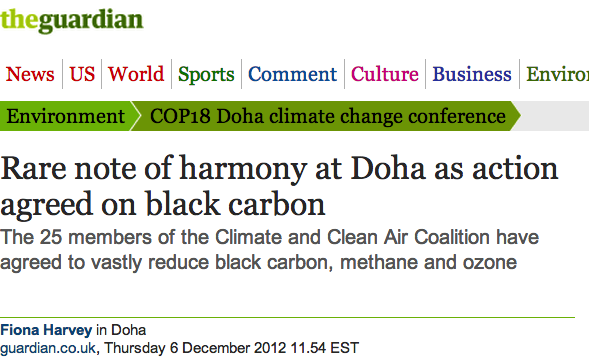 theguardian
News US World Sports Comment Culture Business Enviro
Environment COP18 Doha climate change conference
Rare note of harmony at Doha as action
agreed on black carbon
The 25 members of the Climate and Clean Air Coalition have
agreed to vastly reduce black carbon, methane and ozone
Fiona Harvey in Doha
guardian.co.uk, Thursday 6 December 2012 11.54 EST